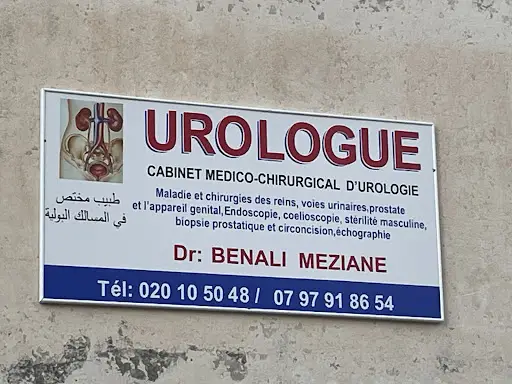 UROLOGUE
CABINET MEDICO-CHIRURGICAL D'UROLOGIE
Maladie et chirurgies des reins, voies urinaires,prostate
et l'appareil genital,Endoscopie, coelioscopie, stérilité masculine,
biopsie prostatique et circoncision,échographie
طبيب مختص
في المسالك البولية
Dr: BENALI MEZIANE
Tél: 020 10 50 48 / 07 97 91 86 54